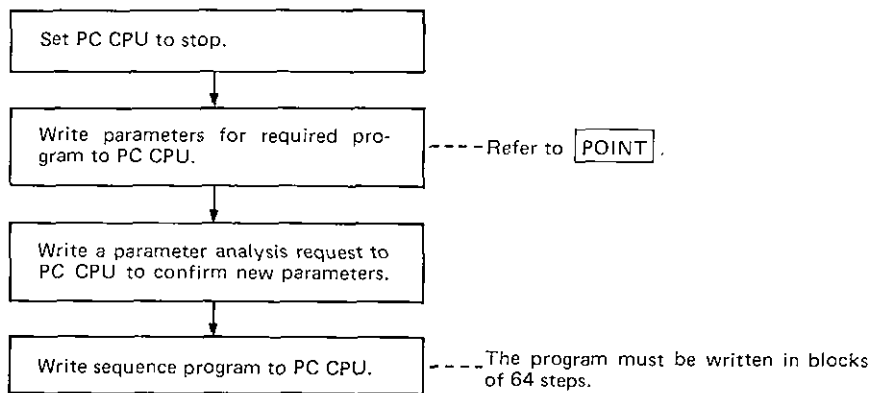 Set PC CPU to stop.
Write parameters for required pro-
gram to PC CPU.
Refer to POINT.
Write a parameter analysis request to
PC CPU to confirm new parameters.
Write sequence program to PC CPU.
The program must be written in blocks
of 64 steps.